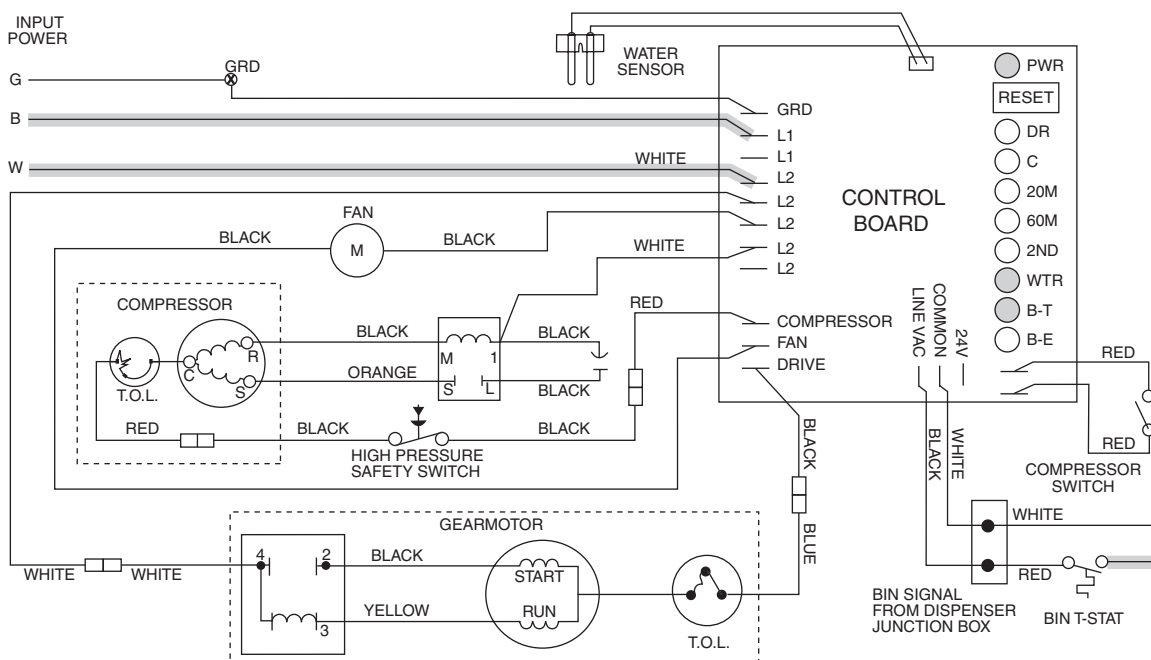 INPUT
POWER
G
GRD
B
W
WHITE
WATER
SENSOR
GRD
L1
L1
L2
L2
L2
L2
L2
CONTROL
BOARD
PWR
RESET
DR
C
20M
60M
2ND
WTR
B-T
B-E
FAN
M
BLACK
BLACK
WHITE
COMPRESSOR
RED
BLACK
BLACK
M
1
R
C
S
T.O.L.
ORANGE
S
L
BLACK
RED
BLACK
BLACK
HIGH PRESSURE
SAFETY SWITCH
COMPRESSOR
FAN
DRIVE
LINE VAC
COMMON
24V
RED
RED
COMPRESSOR
SWITCH
BLACK
WHITE
BLACK
BLUE
WHITE
RED
BIN SIGNAL
FROM DISPENSER
JUNCTION BOX
BIN T-STAT
GEARMOTOR
WHITE
WHITE
4
2
3
BLACK
YELLOW
START
RUN
T.O.L.